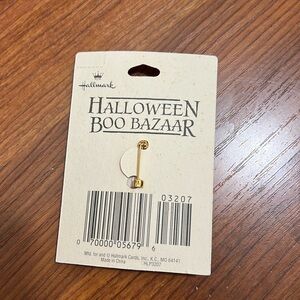 Hallmark
HALLOWEEN
BOO BAZAAR
03207
0 70000 05679 6
Mfd. for and © Hallmark Cards, Inc., K.C., MO 64141
Made in China HLP3207